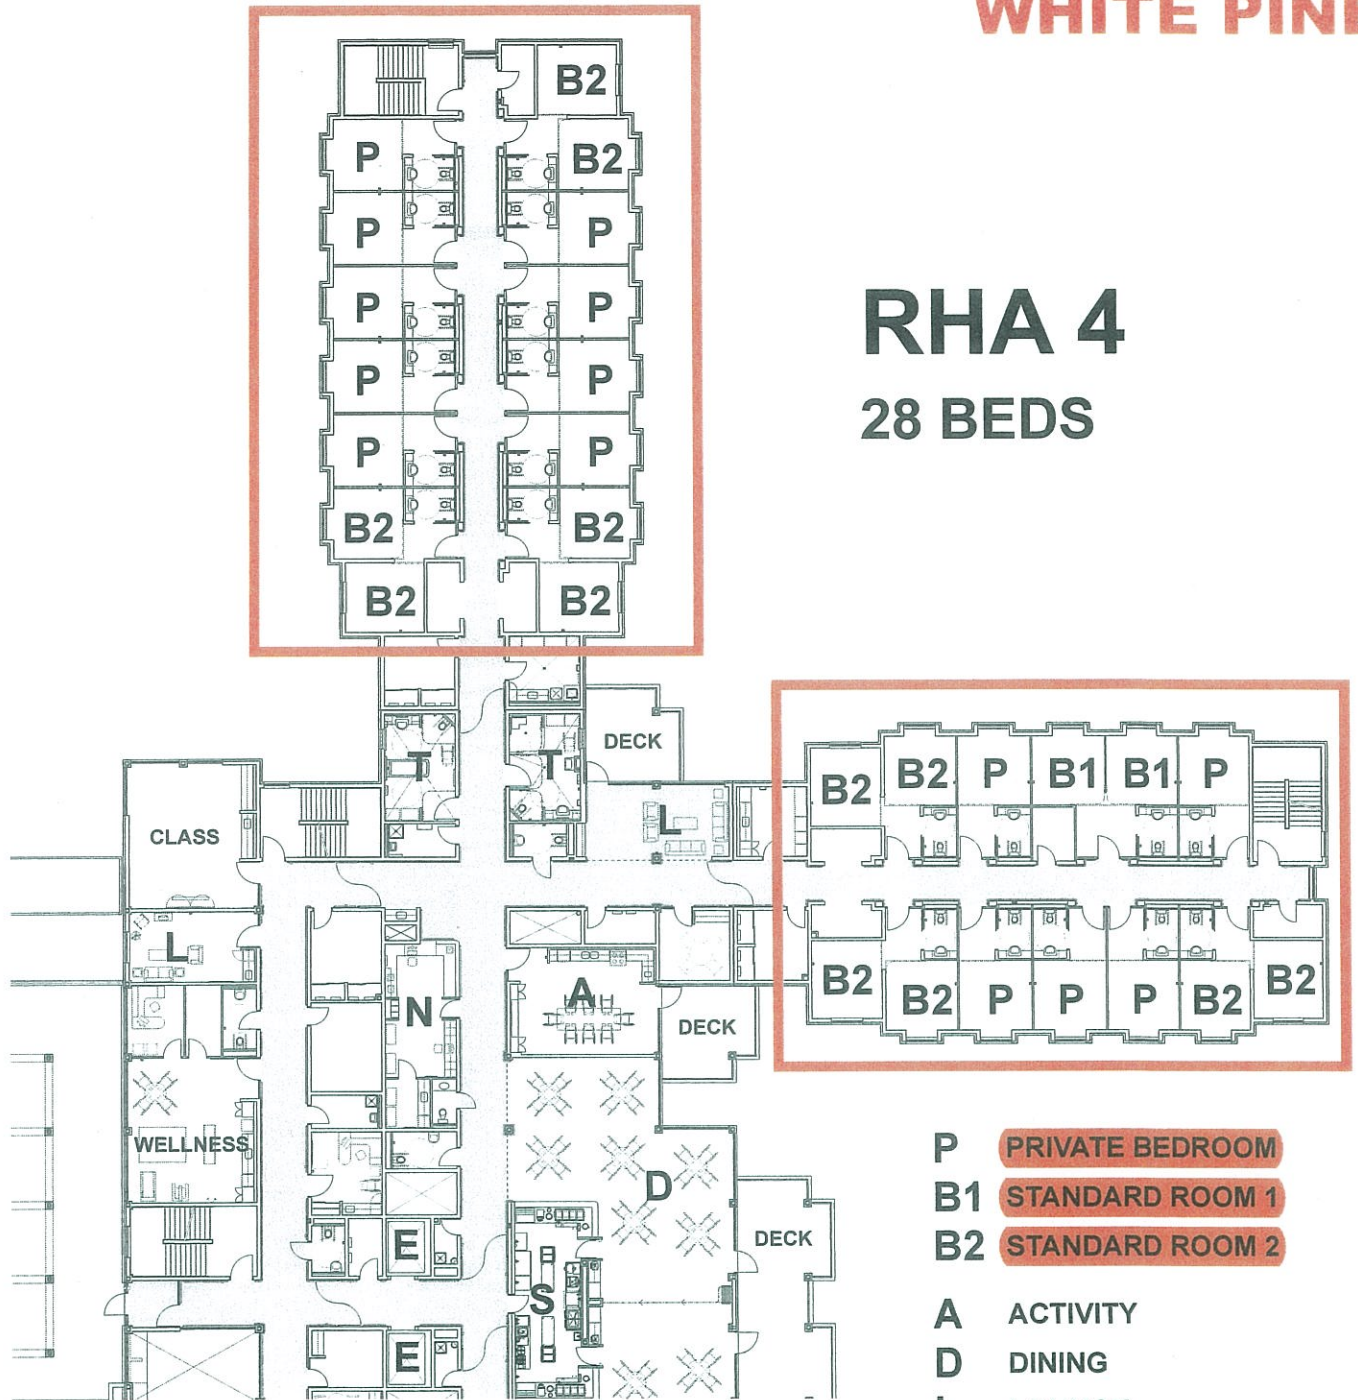 WHITE PIN
B2
P B2
P P
P P
P P
P P
B2 B2
B2 B2
RHA 4
28 BEDS
T T
DECK
L
CLASS
B2 B2 P B1 B1 P
L
N
A
DECK
B2 B2 P P P B2 B2
WELLNESS
D
E
DECK
S
E
P PRIVATE BEDROOM
B1 STANDARD ROOM 1
B2 STANDARD ROOM 2
A ACTIVITY
D DINING